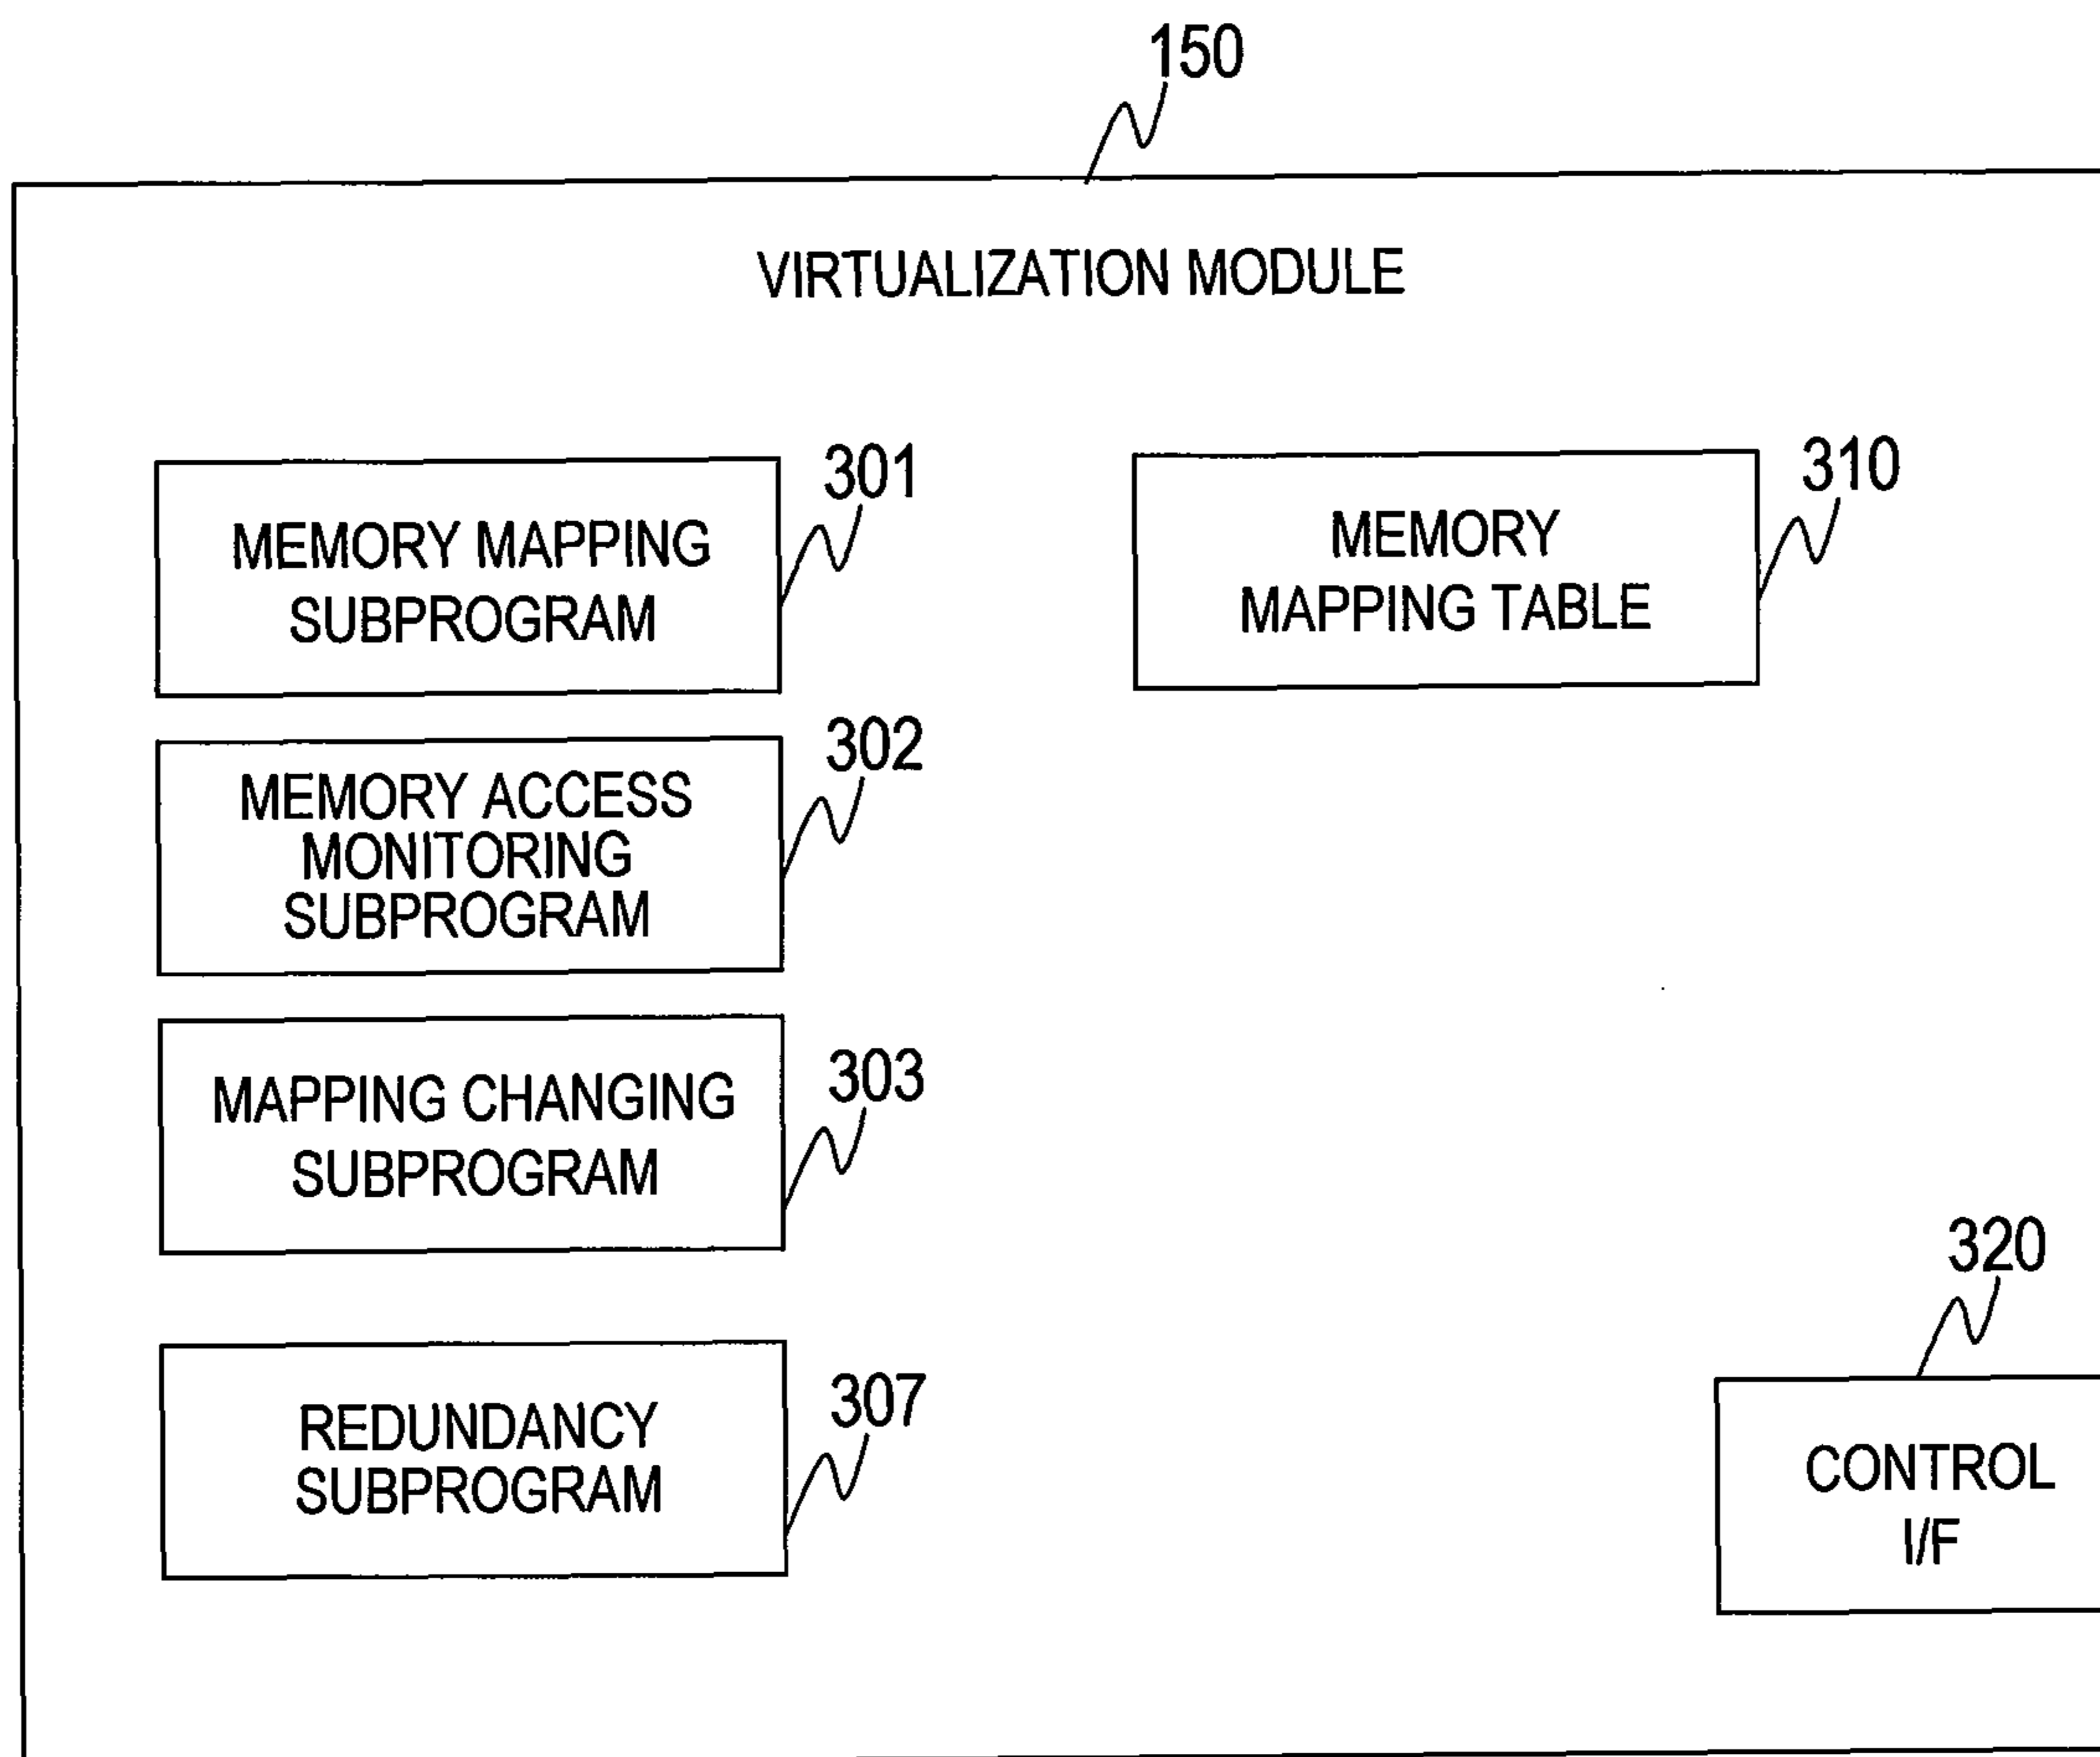 150
VIRTUALIZATION MODULE
MEMORY MAPPING
SUBPROGRAM
301
MEMORY
MAPPING TABLE
310
MEMORY ACCESS
MONITORING
SUBPROGRAM
302
MAPPING CHANGING
SUBPROGRAM
303
REDUNDANCY
SUBPROGRAM
307
320
CONTROL
I/F